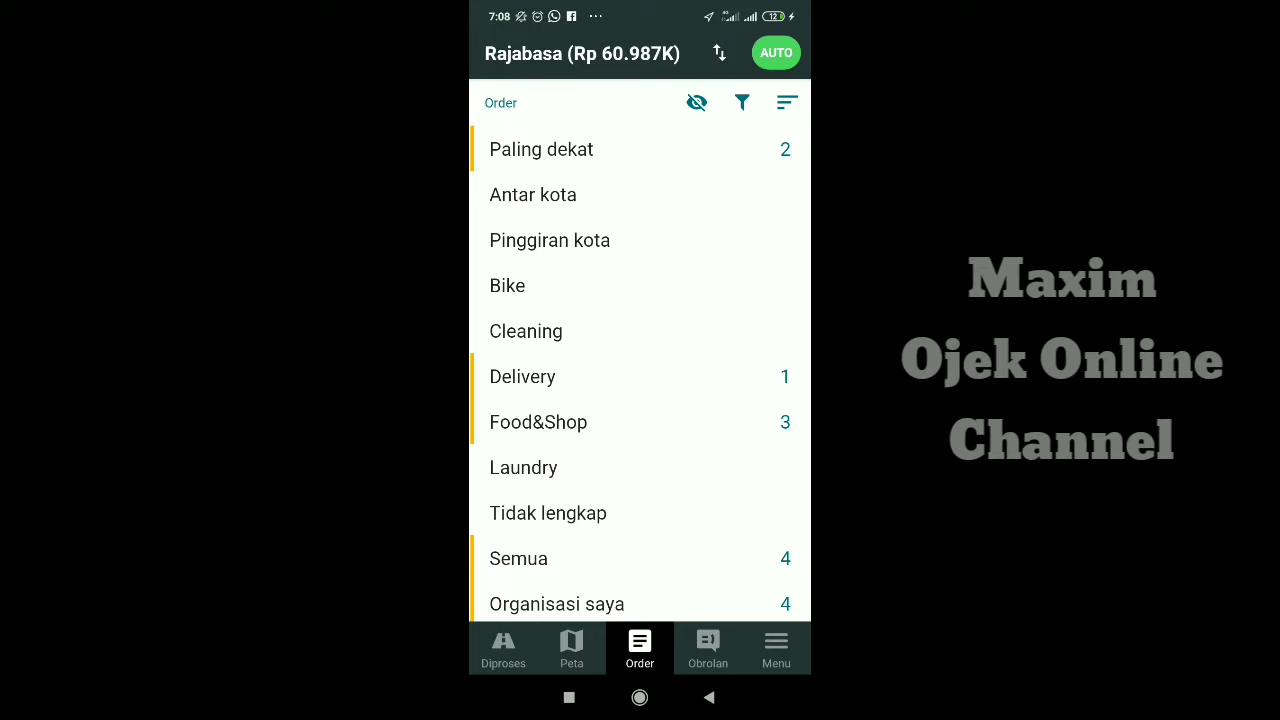 7:08
4G
12
Rajabasa (Rp 60.987K)
AUTO
Order
Paling dekat 2
Antar kota
Pinggiran kota
Bike
Cleaning
Delivery 1
Food&Shop 3
Laundry
Tidak lengkap
Semua 4
Organisasi saya 4
Diproses Peta Order Obrolan Menu
Maxim
Ojek Online
Channel